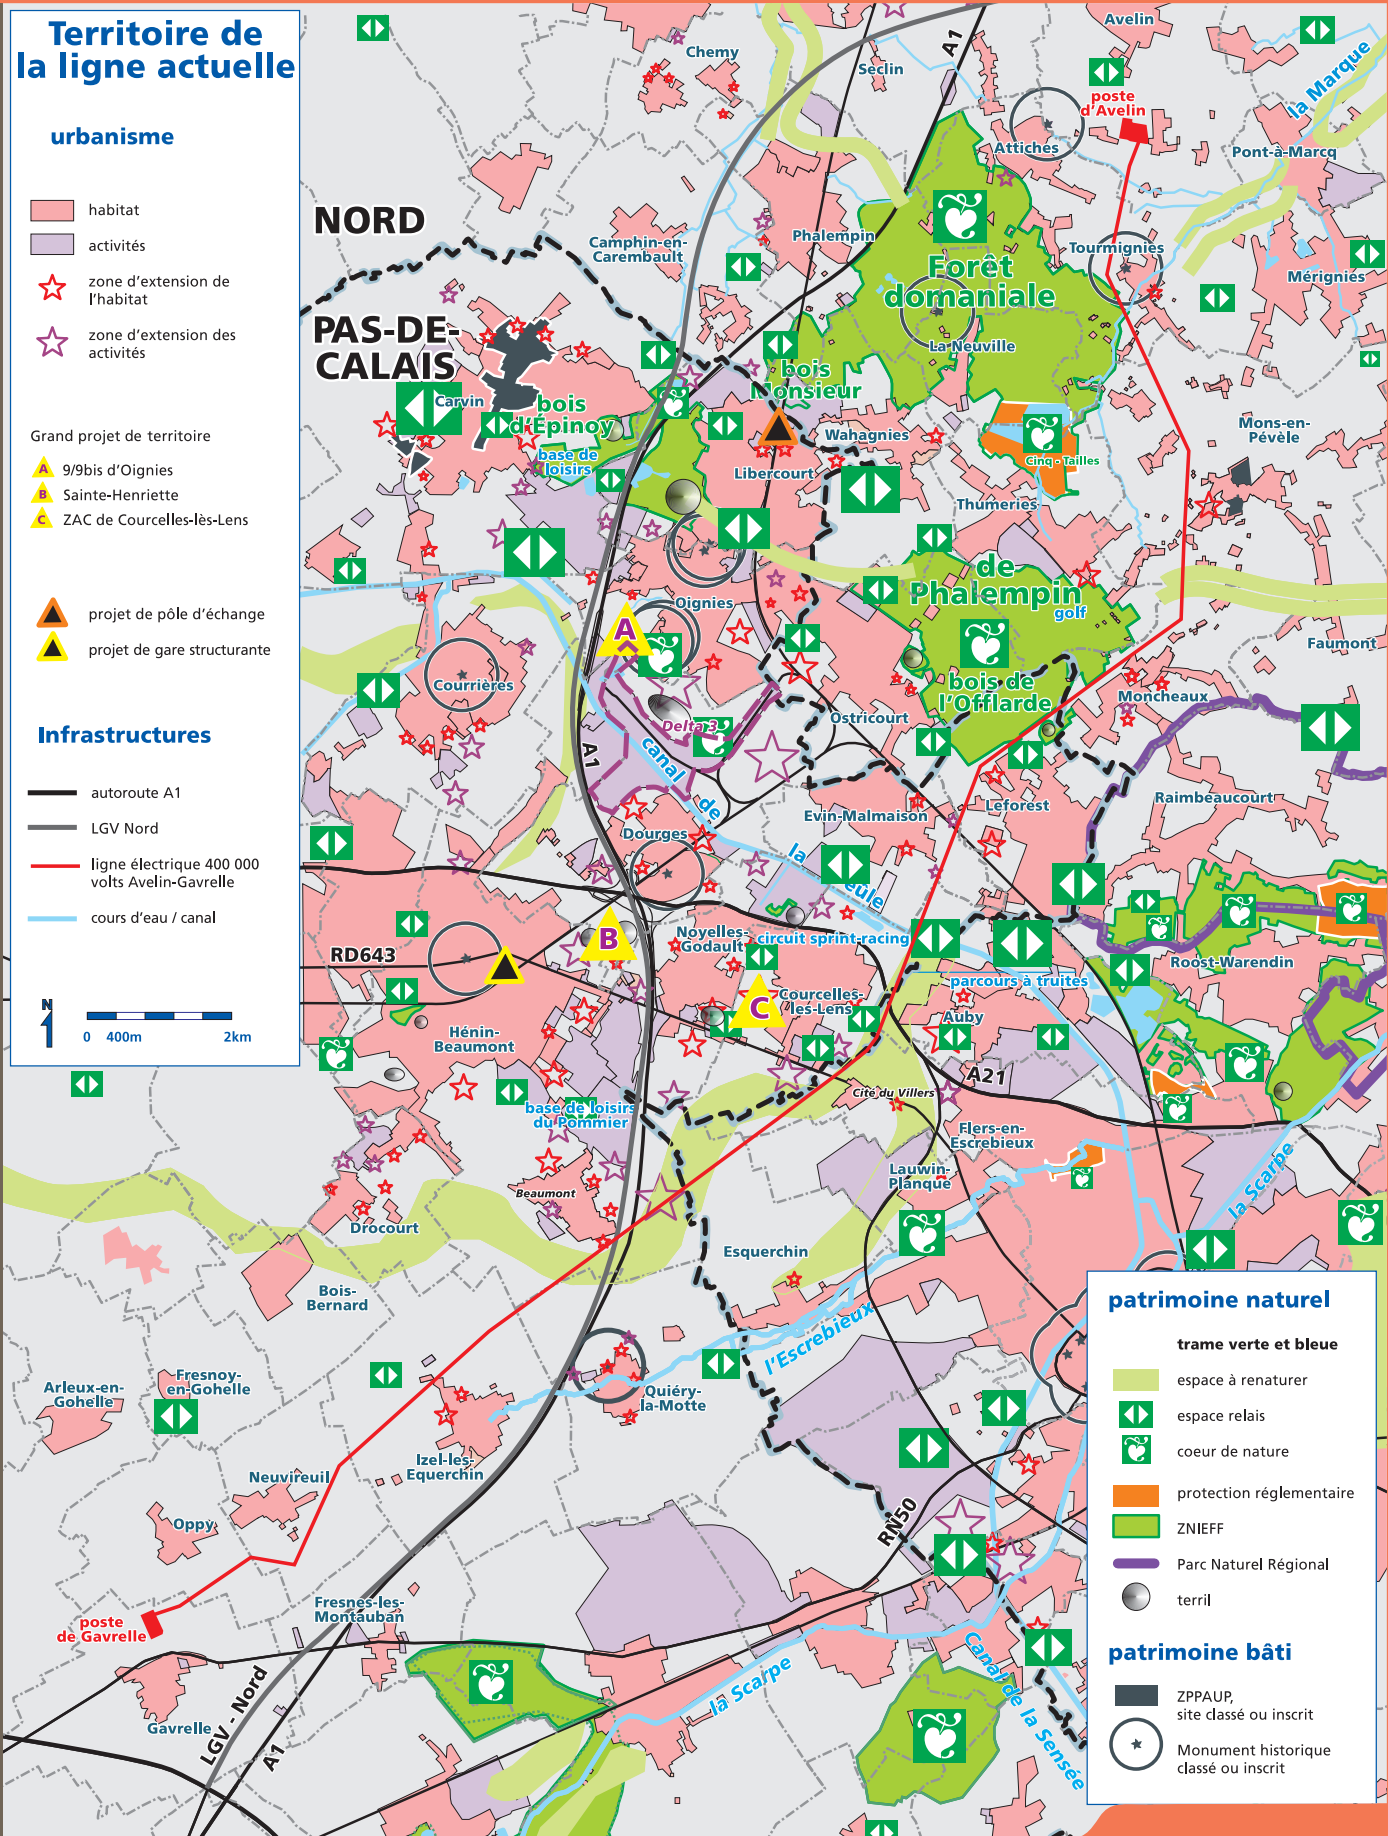 Territoire de
la ligne actuelle
urbanisme
habitat
activités
zone d'extension de
l'habitat
zone d'extension des
activités
Grand projet de territoire
A 9/9bis d'Oignies
B Sainte-Henriette
C ZAC de Courcelles-lès-Lens
projet de pôle d'échange
projet de gare structurante
Infrastructures
autoroute A1
LGV Nord
ligne électrique 400 000
volts Avelin-Gavrelle
cours d'eau / canal
N
0 400m 2km
NORD
PAS-DE-
CALAIS
Avelin
Chemy
A1
Seclin
la Marque
poste
d'Avelin
Attiches
Pont-à-Marcq
Phalempin
Camphin-en-
Carembault
Tourmignies
Mérignies
Forêt
domaniale
La Neuville
bois
Monsieur
Carvin
bois
d'Épinoy
base de
loisirs
Wahagnies
Libercourt
Cinq - Tailles
Mons-en-
Pévèle
Thumeries
de
Phalempin
golf
Oignies
A
Faumont
Courrières
bois de
l'Offlarde
Moncheaux
Ostricourt
Delta 3
A1
canal
de
la
eûle
Evin-Malmaison
Leforest
Raimbeaucourt
Dourges
B
Noyelles-
Godault
circuit sprint-racing
RD643
Roost-Warendin
parcours à truites
C
Courcelles-
les-Lens
Auby
Hénin-
Beaumont
A21
Cité du Villers
base de loisirs
du Pommier
Flers-en-
Escrebieux
Lauwin-
Planque
la Scarpe
Beaumont
Drocourt
Esquerchin
Bois-
Bernard
l'Escrebieux
Fresnoy-
en-Gohelle
Arleux-en-
Gohelle
Quiéry-
la-Motte
Izel-les-
Equerchin
Neuvireuil
Oppy
RN50
Fresnes-les-
Montauban
poste
de Gavrelle
Gavrelle
LGV - Nord
A1
la Scarpe
Canal de la Sensée
patrimoine naturel
trame verte et bleue
espace à renaturer
espace relais
coeur de nature
protection réglementaire
ZNIEFF
Parc Naturel Régional
terril
patrimoine bâti
ZPPAUP,
site classé ou inscrit
Monument historique
classé ou inscrit